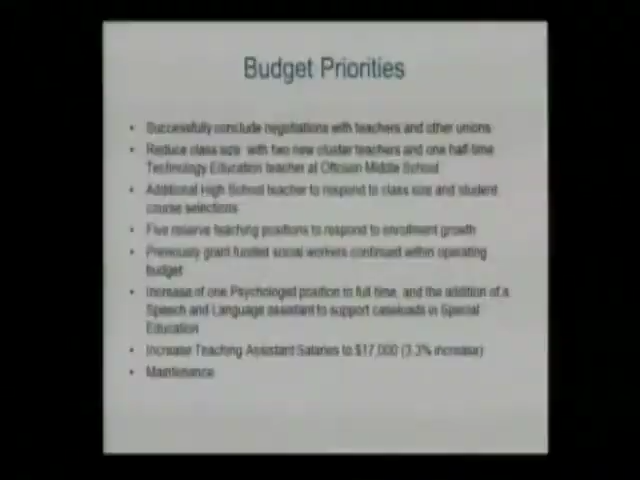 Budget Priorities
• Successfully conclude negotiations with teachers and other unions
• Reduce class size with two new cluster teachers and one half-time
Technology Education teacher at Ottoson Middle School
• Additional High School teacher to respond to class size and student
course selections
• Five reserve teaching positions to respond to enrollment growth
• Previously grant funded social workers continued within operating
budget
• Increase of one Psychologist position to full time, and the addition of a
Speech and Language assistant to support caseloads in Special
Education
• Increase Teaching Assistant Salaries to $17,000 (3.3% increase)
• Maintenance